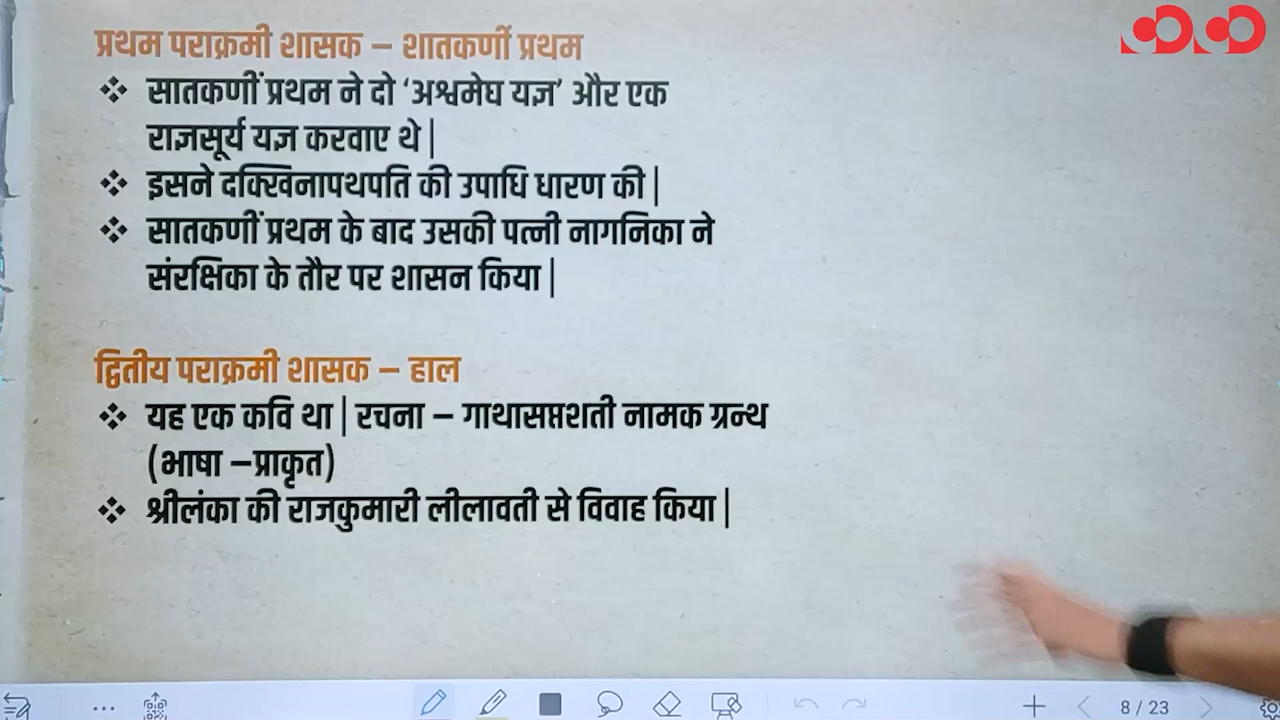 प्रथम पराक्रमी शासक – शातकर्णी प्रथम
❖ सातकर्णी प्रथम ने दो ‘अश्वमेघ यज्ञ’ और एक
राजसूर्य यज्ञ करवाए थे |
❖ इसने दक्खिनापथपति की उपाधि धारण की |
❖ सातकर्णी प्रथम के बाद उसकी पत्नी नागनिका ने
संरक्षिका के तौर पर शासन किया |
द्वितीय पराक्रमी शासक – हाल
❖ यह एक कवि था | रचना – गाथासप्तशती नामक ग्रन्थ
(भाषा –प्राकृत)
❖ श्रीलंका की राजकुमारी लीलावती से विवाह किया |
8 / 23